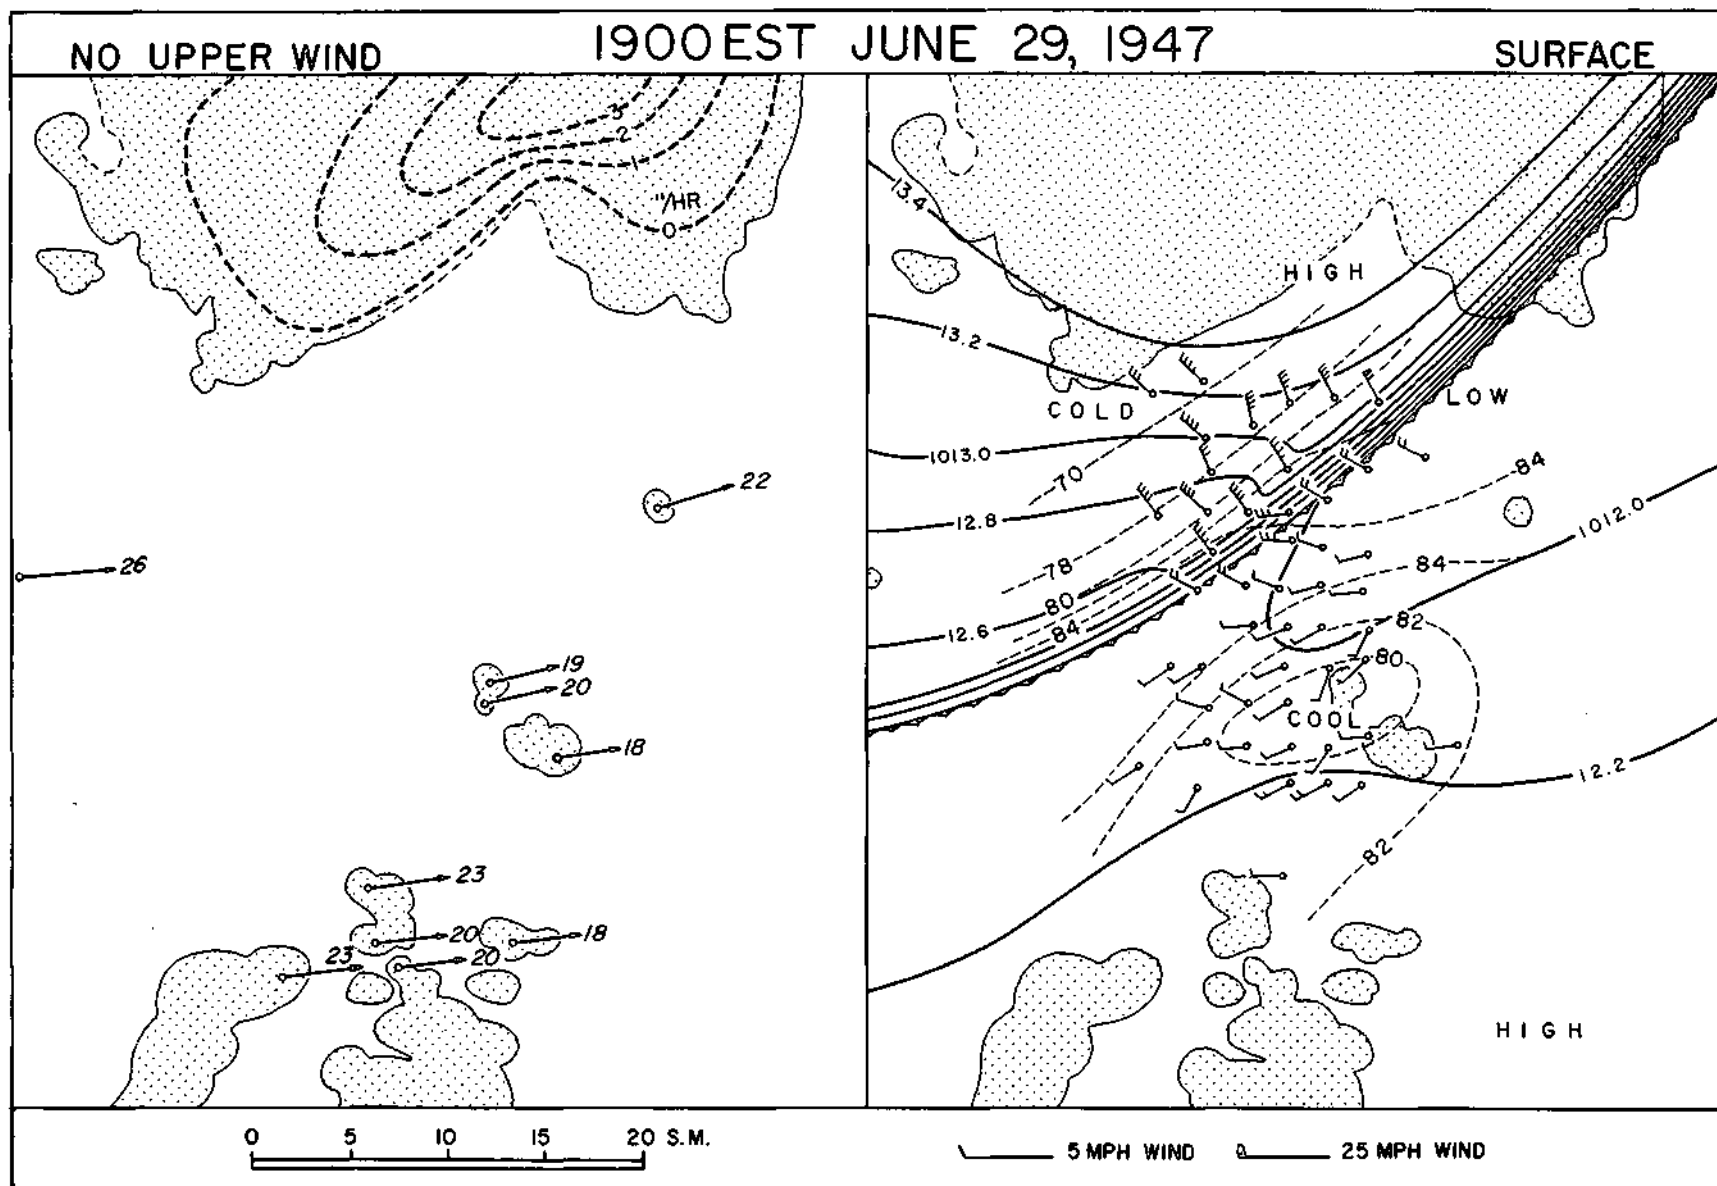 NO UPPER WIND
1900 EST JUNE 29, 1947
SURFACE
3
2
1
"/HR
0
22
26
19
20
18
23
20
18
23
20
13.4
HIGH
13.2
COLD
LOW
1013.0
70
84
12.8
1012.0
78
84
80
12.6
84
82
80
COOL
12.2
82
HIGH
0 5 10 15 20 S.M.
5 MPH WIND
25 MPH WIND